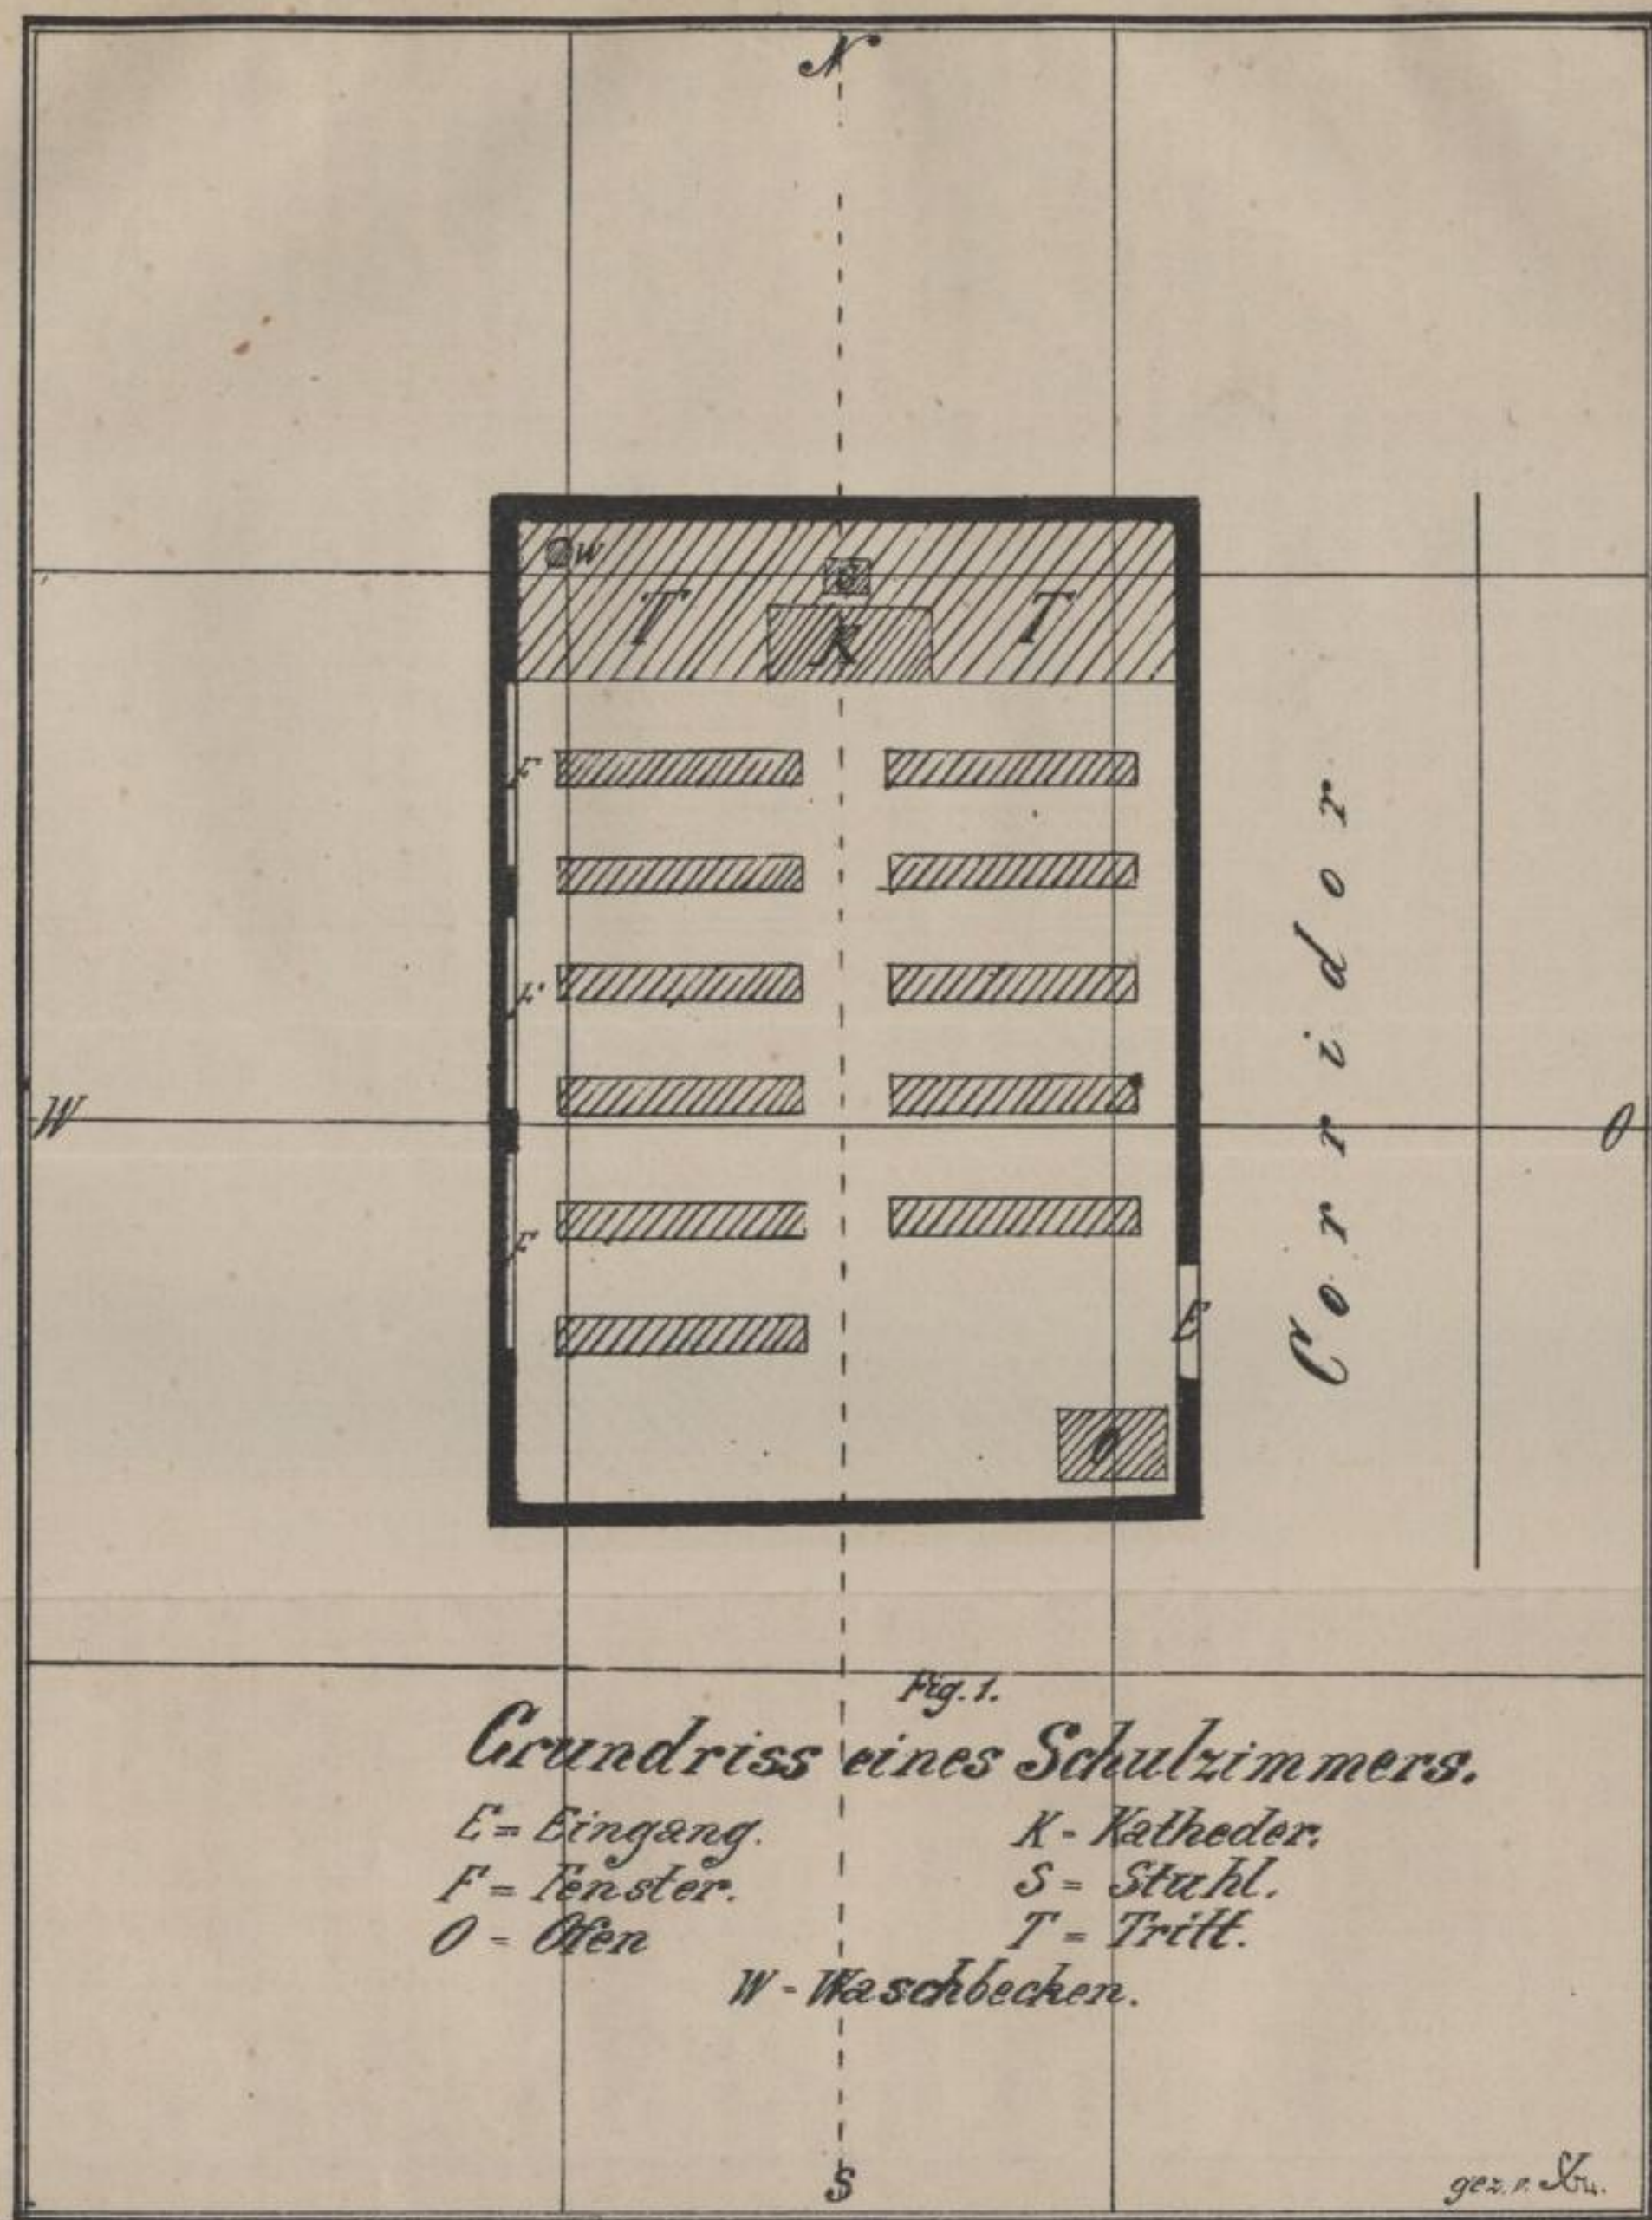 N
W
S
T K T
F
F
W O
F
E
O
Corridor
Fig. 1.
Grundriss eines Schulzimmers.
E = Eingang. K - Katheder.
F = Fenster. S = Stuhl.
O = Ofen T = Tritt.
W - Waschbecken.
S
gez. v.